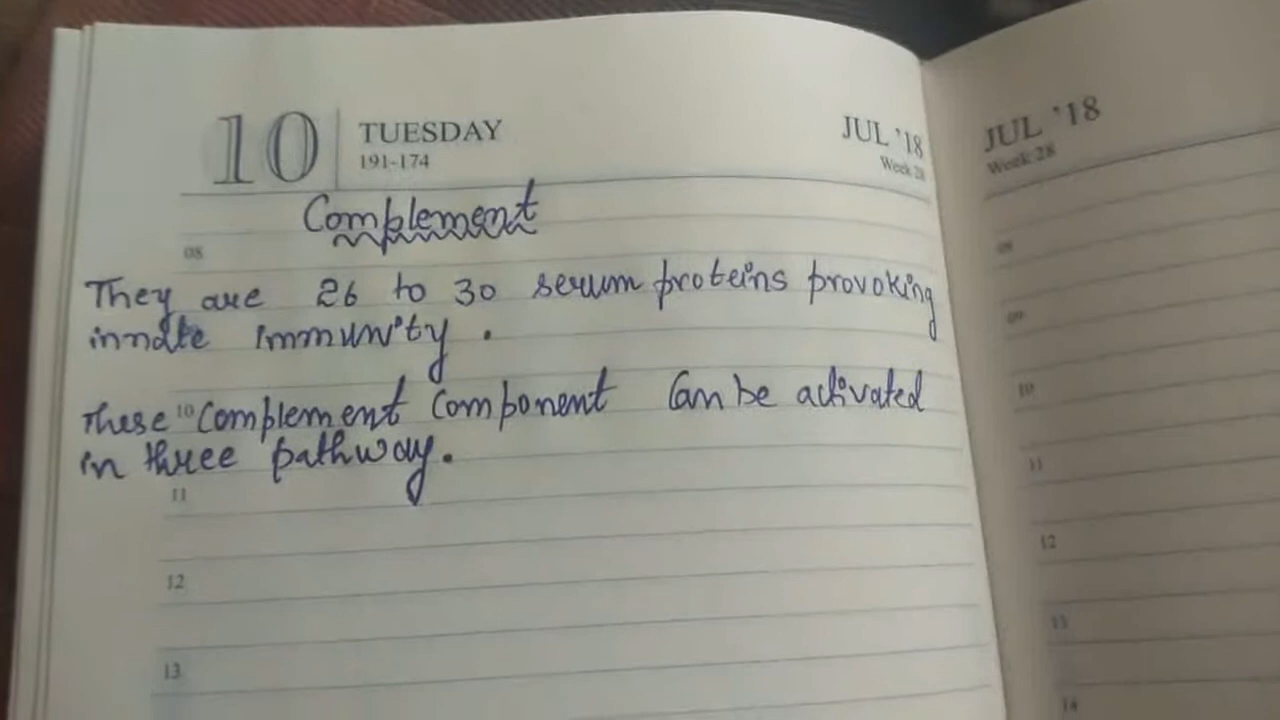 10 TUESDAY JUL '18
191-174 Week 28
Complement
08
They are 26 to 30 serum proteins provoking
innate immunity.
10
These complement component can be activated
in three pathway.
11
12
13
JUL '18
Week 28
08
09
10
11
12
13
14